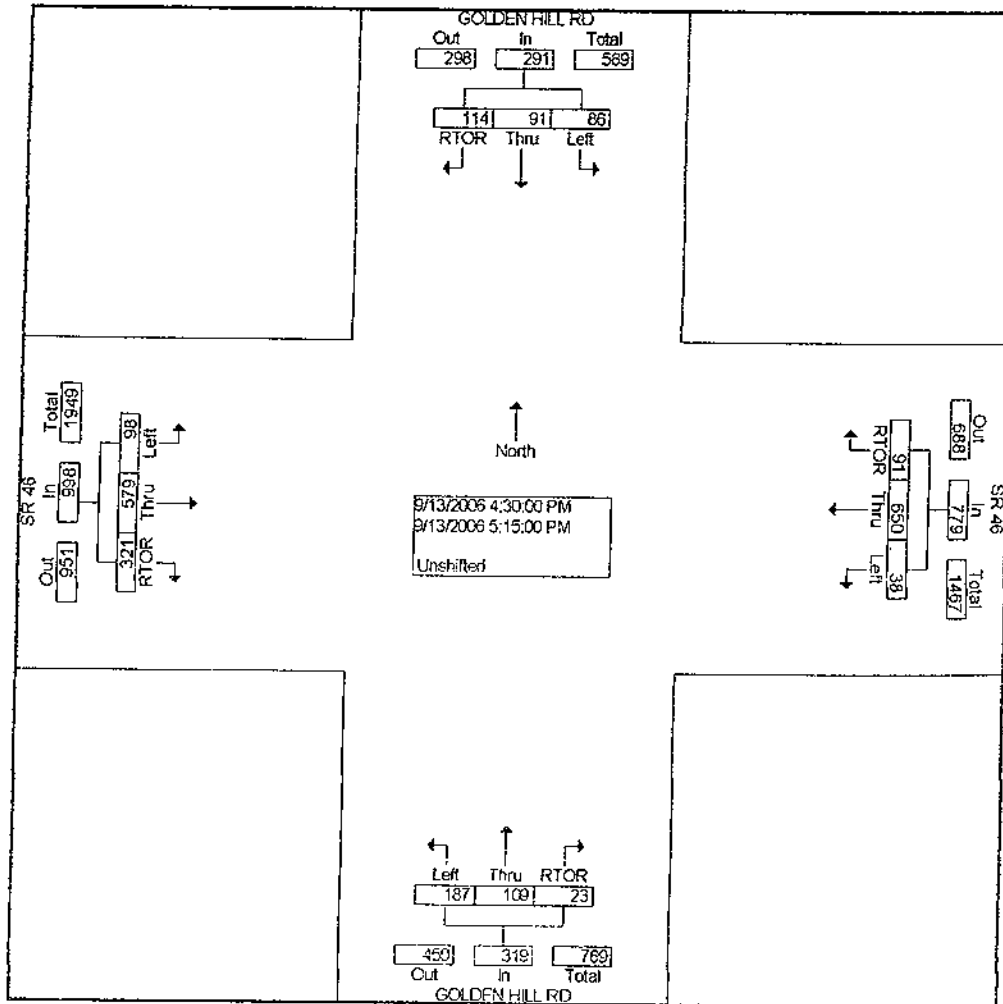 GOLDEN HILL RD
Out In Total
298 291 589
114 91 86
RTOR Thru Left
North
9/13/2006 4:30:00 PM
9/13/2006 5:15:00 PM
Unshifted
SR 46
Total In Out
1949 998 951
98 579 321
Left Thru RTOR
SR 46
Out In Total
688 779 1467
91 650 38
RTOR Thru Left
Left Thru RTOR
187 109 23
450 319 769
Out In Total
GOLDEN HILL RD